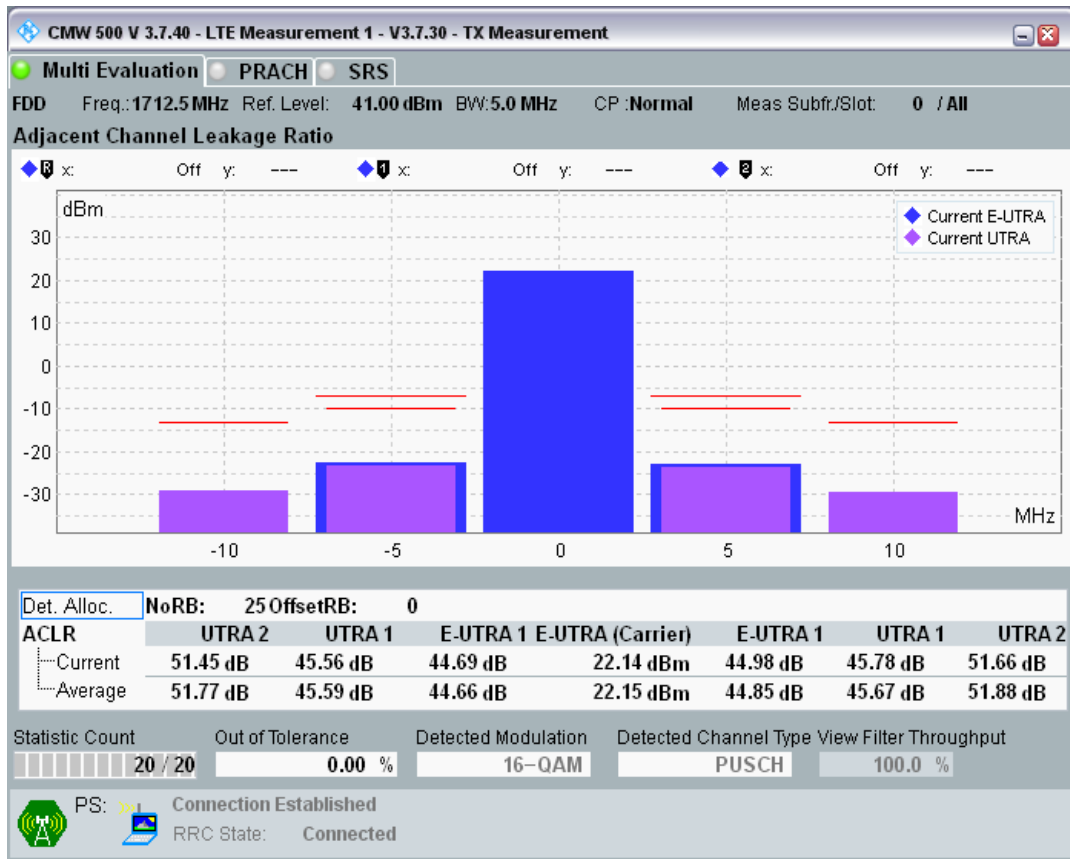 CMW 500 V 3.7.40 - LTE Measurement 1 - V3.7.30 - TX Measurement
Multi Evaluation PRACH SRS
FDD Freq.: 1712.5 MHz Ref. Level: 41.00 dBm BW: 5.0 MHz CP : Normal Meas Subfr./Slot: 0 / All
Adjacent Channel Leakage Ratio
R x: Off y: --- 1 x: Off y: --- 2 x: Off y: ---
dBm
Current E-UTRA
Current UTRA
30
20
10
0
-10
-20
-30
MHz
-10 -5 0 5 10
Det. Alloc. NoRB: 25 OffsetRB: 0
ACLR UTRA 2 UTRA 1 E-UTRA 1 E-UTRA (Carrier) E-UTRA 1 UTRA 1 UTRA 2
Current 51.45 dB 45.56 dB 44.69 dB 22.14 dBm 44.98 dB 45.78 dB 51.66 dB
Average 51.77 dB 45.59 dB 44.66 dB 22.15 dBm 44.85 dB 45.67 dB 51.88 dB
Statistic Count Out of Tolerance Detected Modulation Detected Channel Type View Filter Throughput
20 / 20 0.00 % 16-QAM PUSCH 100.0 %
PS: Connection Established
RRC State: Connected